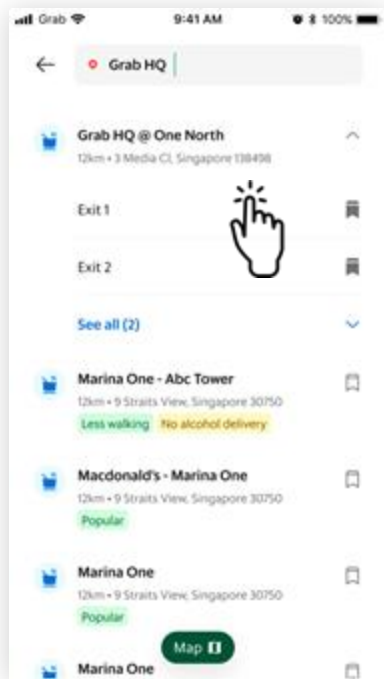 Grab 9:41 AM 100%
Grab HQ
Grab HQ @ One North
12km • 3 Media Cl, Singapore 138498
Exit 1
Exit 2
See all (2)
Marina One - Abc Tower
12km • 9 Straits View, Singapore 30750
Less walking No alcohol delivery
Macdonald's - Marina One
12km • 9 Straits View, Singapore 30750
Popular
Marina One
12km • 9 Straits View, Singapore 30750
Popular
Map
Marina One